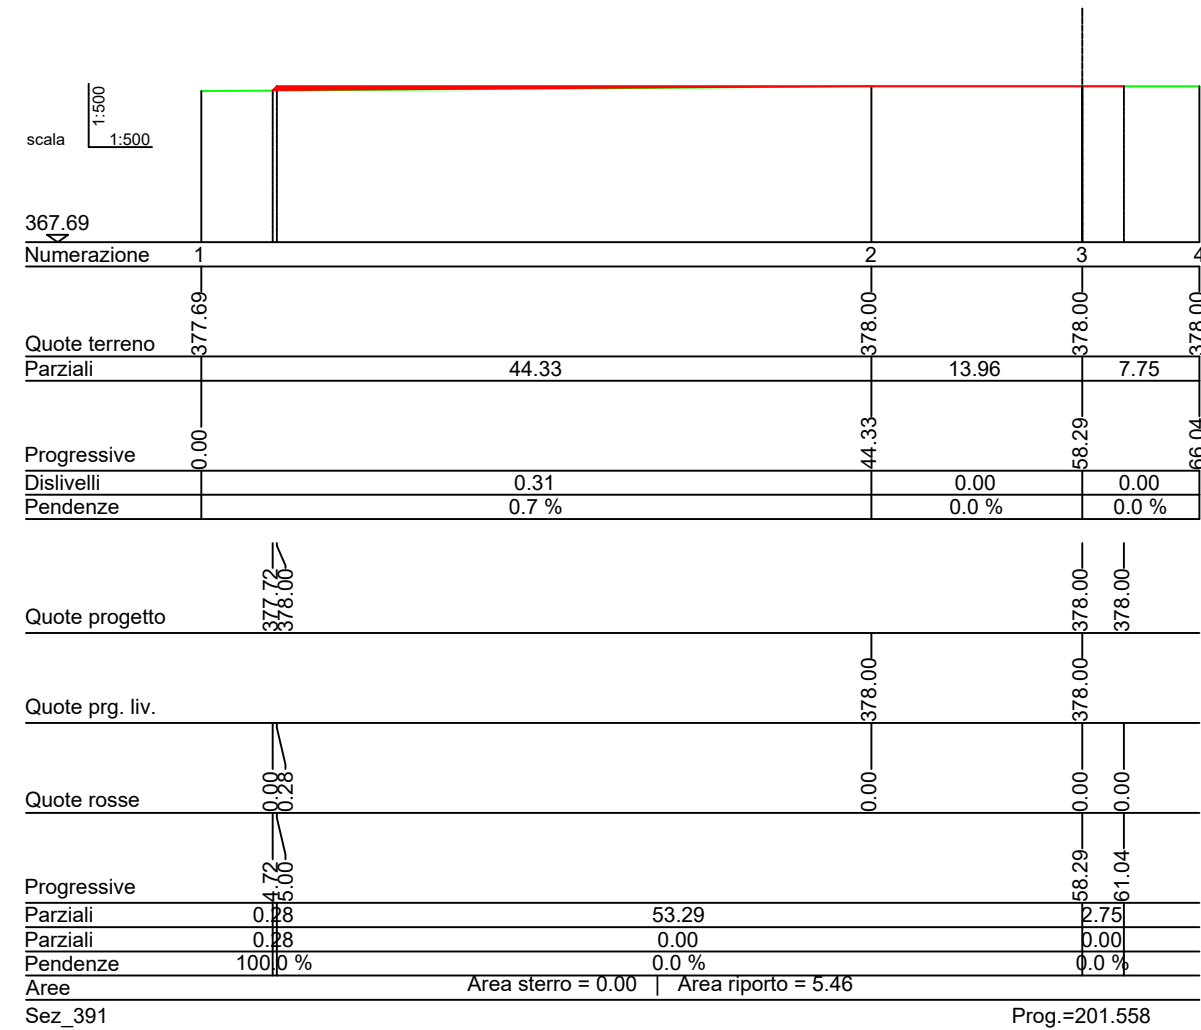 1:500
scala 1:500
367.69
Numerazione 1 2 3 4
Quote terreno 377.69 378.00 378.00 378.00
Parziali 44.33 13.96 7.75
Progressive 0.00 44.33 58.29 66.04
Dislivelli 0.31 0.00 0.00
Pendenze 0.7 % 0.0 % 0.0 %
Quote progetto 377.72 378.00 378.00 378.00
Quote prg. liv. 378.00 378.00
Quote rosse 0.00 0.28 0.00 0.00 0.00
Progressive 4.72 5.00 58.29 61.04
Parziali 0.28 53.29 2.75
Parziali 0.28 0.00 0.00
Pendenze 100.0 % 0.0 % 0.0 %
Aree Area sterro = 0.00 | Area riporto = 5.46
Sez_391 Prog.=201.558